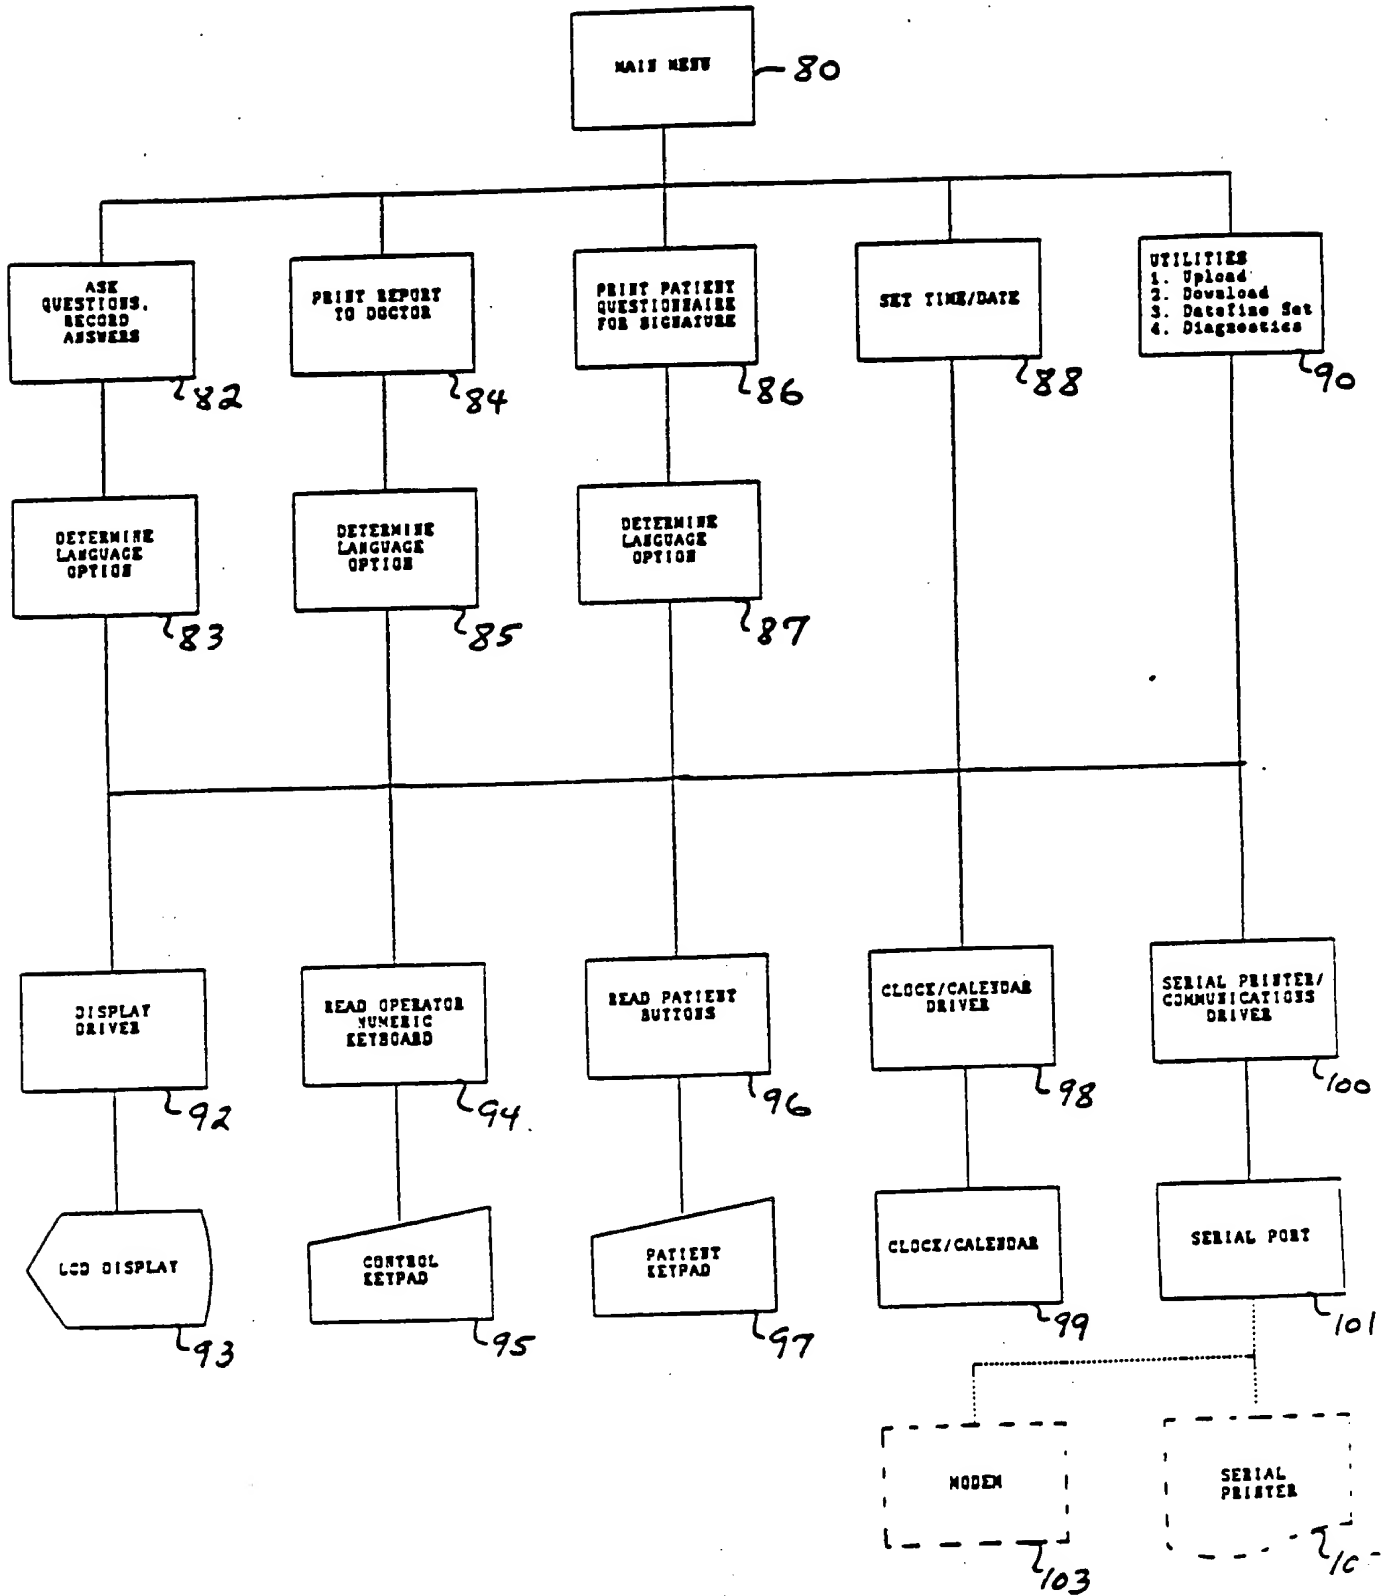 MAIN MENU
80
ASK
QUESTIONS,
RECORD
ANSWERS
82
PRINT REPORT
TO DOCTOR
84
PRINT PATIENT
QUESTIONNAIRE
FOR SIGNATURE
86
SET TIME/DATE
88
UTILITIES
1. Upload
2. Download
3. Set
4. Diagnostics
90
DETERMINE
LANGUAGE
OPTION
83
DETERMINE
LANGUAGE
OPTION
85
DETERMINE
LANGUAGE
OPTION
87
DISPLAY
DRIVER
92
READ OPERATOR
NUMERIC
KEYBOARD
94
READ PATIENT
BUTTONS
96
CLOCK/CALENDAR
DRIVER
98
SERIAL PRINTER/
COMMUNICATIONS
DRIVER
100
LCD DISPLAY
93
CONTROL
KEYPAD
95
PATIENT
KEYPAD
97
CLOCK/CALENDAR
99
SERIAL PORT
101
MODEM
103
SERIAL
PRINTER